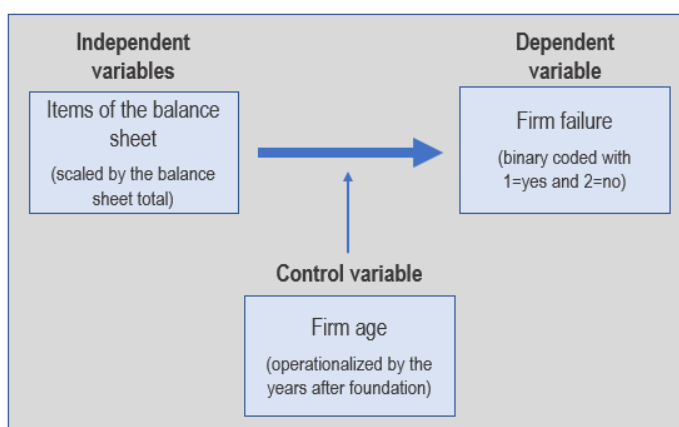 Independent
variables
Items of the balance
sheet
(scaled by the balance
sheet total)
Dependent
variable
Firm failure
(binary coded with
1=yes and 2=no)
Control variable
Firm age
(operationalized by the
years after foundation)